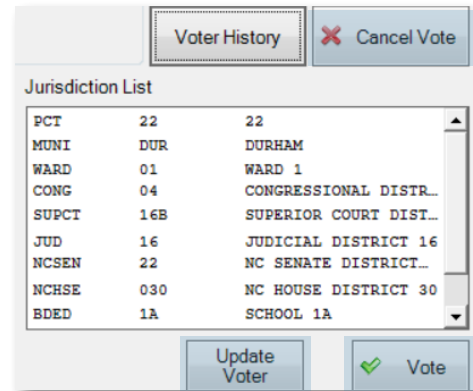 Voter History
Cancel Vote
Jurisdiction List
PCT 22 22
MUNI DUR DURHAM
WARD 01 WARD 1
CONG 04 CONGRESSIONAL DISTR…
SUPCT 16B SUPERIOR COURT DIST…
JUD 16 JUDICIAL DISTRICT 16
NCSEN 22 NC SENATE DISTRICT…
NCHSE 030 NC HOUSE DISTRICT 30
BDED 1A SCHOOL 1A
Update
Voter
Vote